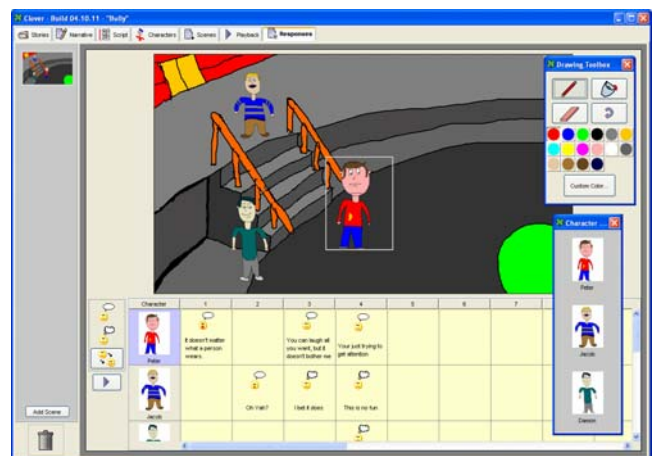 Clover - Build 04.10.11 - "Bully"
Stories Narrative Script Characters Scenes Playback Responses
Drawing Toolbox
Custom Color...
Character ...
Peter
Jacob
Damon
Character 1 2 3 4 5 6 7
Peter
It doesn't matter
what a person
wears.
You can laugh all
you want, but it
doesn't bother me
Your just trying to
get attention
Jacob
Oh Yah?
I bet it does
This is no fun
Add Scene